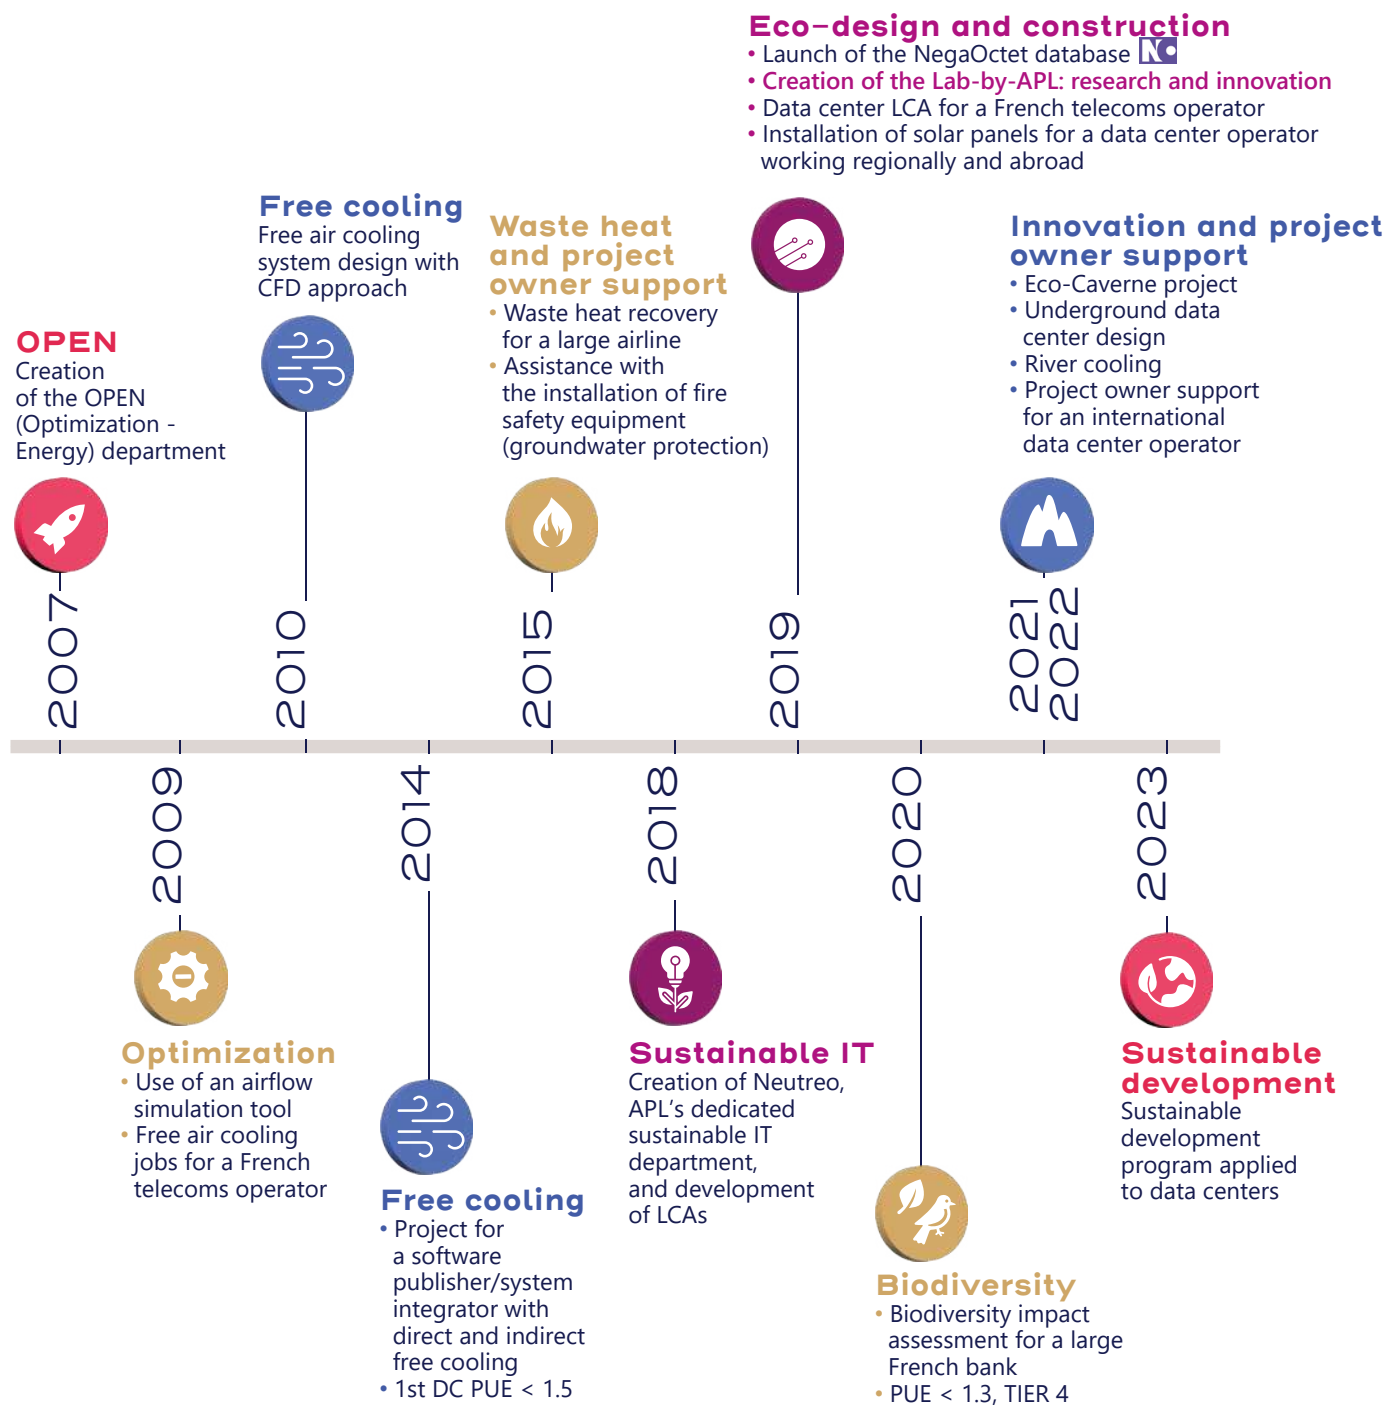 OPEN
Creation
of the OPEN
(Optimization -
Energy) department
2007
Optimization
• Use of an airflow
simulation tool
• Free air cooling
jobs for a French
telecoms operator
2009
Free cooling
Free air cooling
system design with
CFD approach
2010
Free cooling
• Project for
a software
publisher/system
integrator with
direct and indirect
free cooling
• 1st DC PUE < 1.5
2014
Waste heat
and project
owner support
• Waste heat recovery
for a large airline
• Assistance with
the installation of fire
safety equipment
(groundwater protection)
2015
Sustainable IT
Creation of Neutreo,
APL's dedicated
sustainable IT
department,
and development
of LCAs
2018
Eco-design and construction
• Launch of the NegaOctet database NO
• Creation of the Lab-by-APL: research and innovation
• Data center LCA for a French telecoms operator
• Installation of solar panels for a data center operator
working regionally and abroad
2019
Biodiversity
• Biodiversity impact
assessment for a large
French bank
• PUE < 1.3, TIER 4
2020
Innovation and project
owner support
• Eco-Caverne project
• Underground data
center design
• River cooling
• Project owner support
for an international
data center operator
2021
2022
Sustainable
development
Sustainable
development
program applied
to data centers
2023